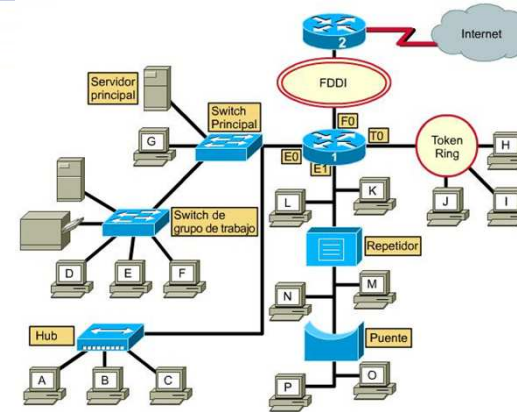 2
Internet
FDDI
Servidor
principal
Switch
Principal
F0
T0
Token
Ring
H
G
E0
1
E1
J
I
K
L
Switch de
grupo de trabajo
Repetidor
D
E
F
M
N
Hub
Puente
A
B
C
P
O